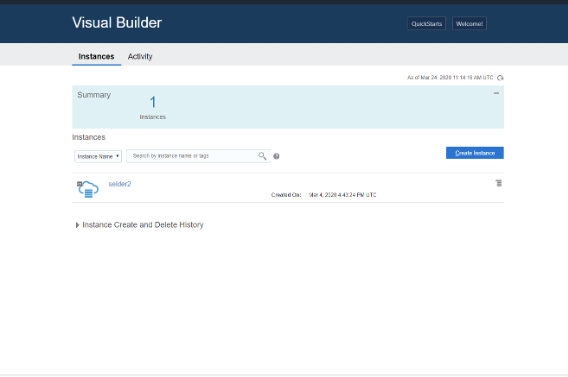 Visual Builder
QuickStarts Welcome!
Instances Activity
As of Mar 24, 2020 11:14:19 AM UTC
Summary
1
Instances
Instances
Instance Name
Search by instance name or tags
Create Instance
selder2
Created On: Mar 4, 2020 4:43:24 PM UTC
Instance Create and Delete History